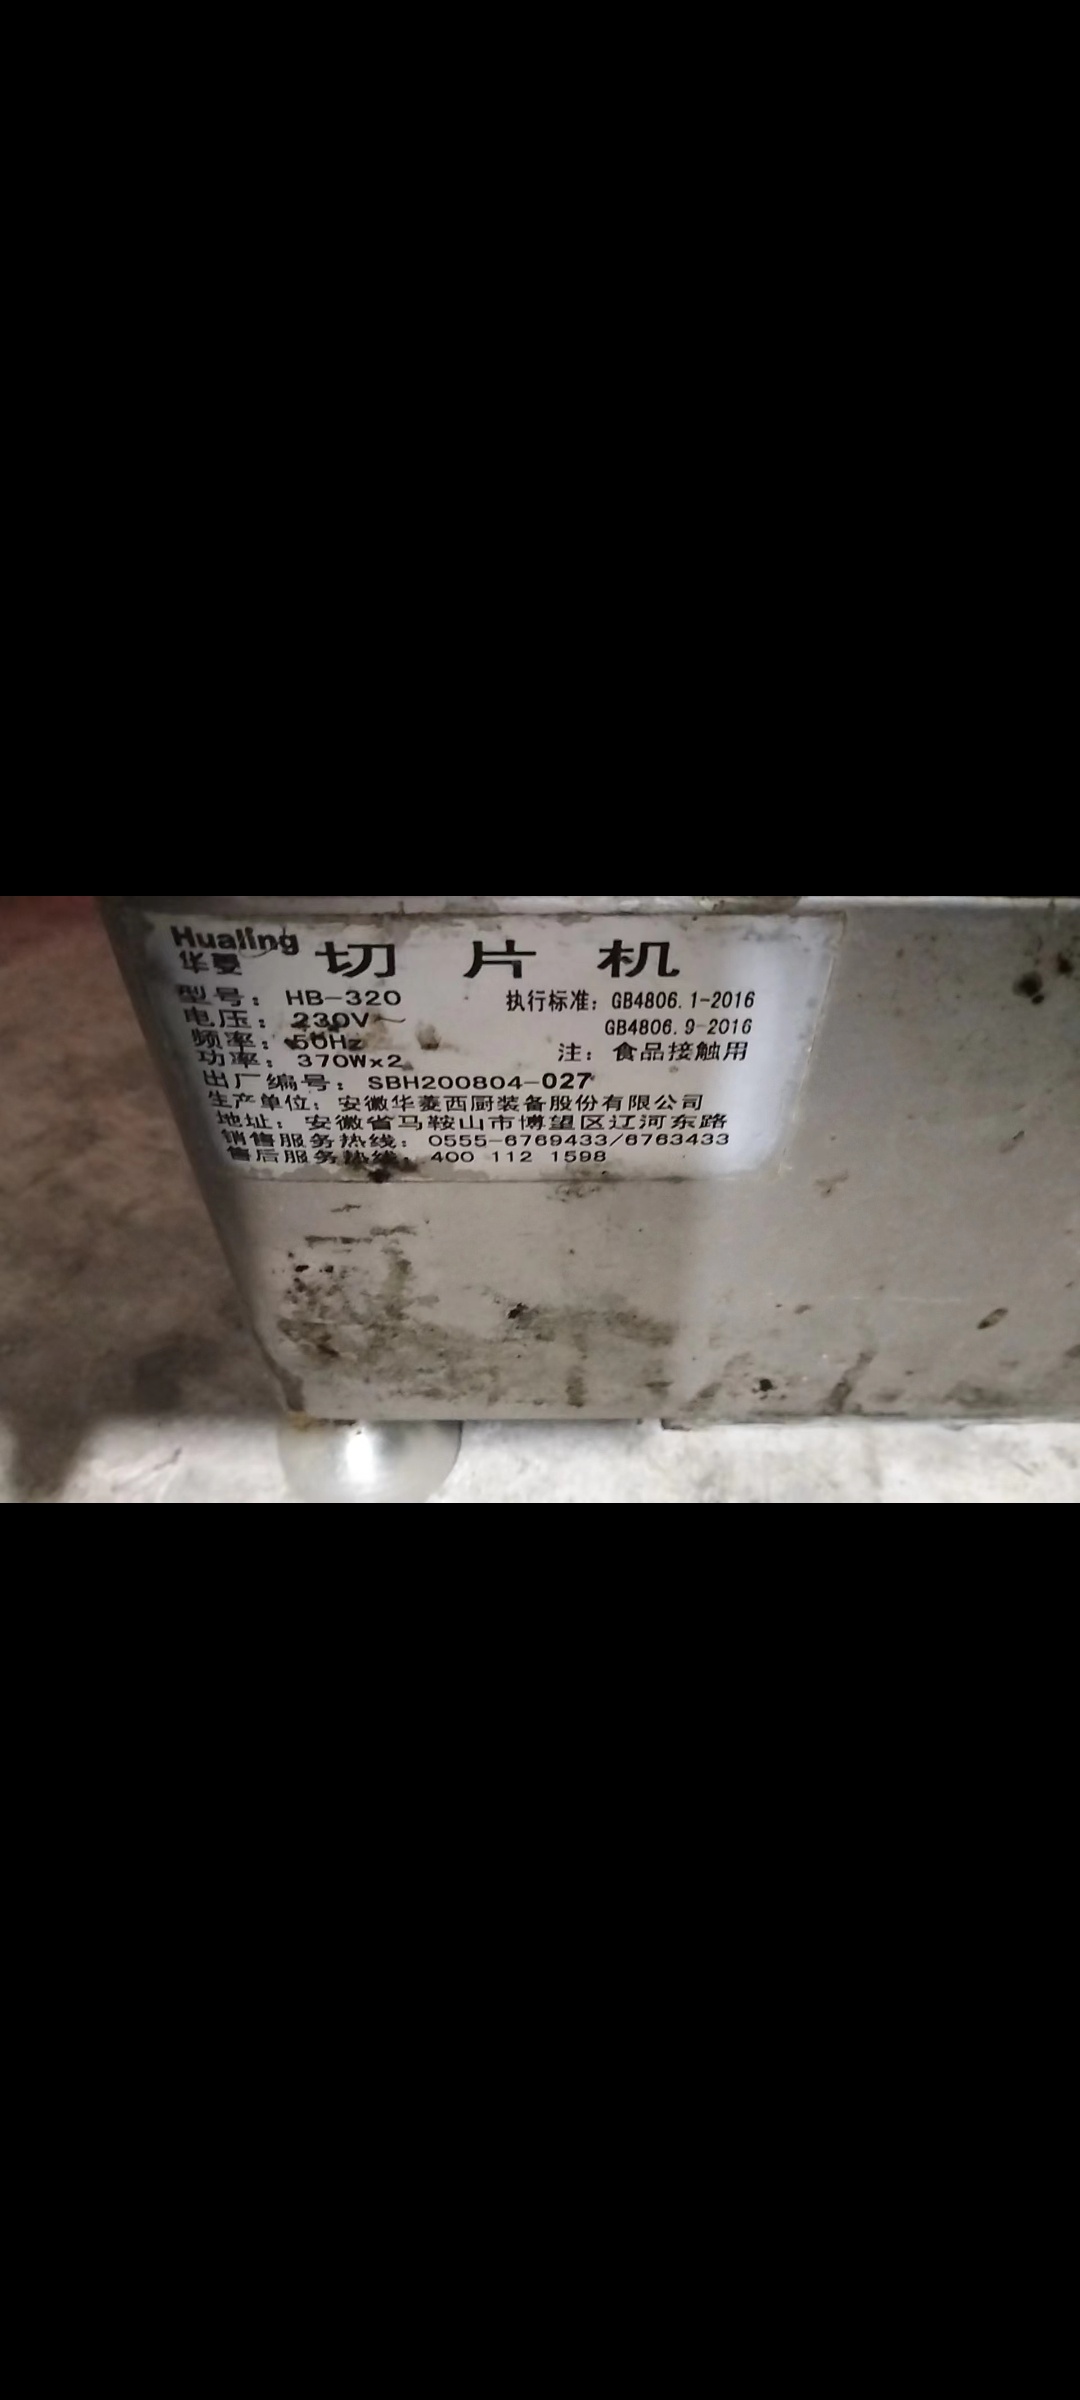 Hualing
华菱
切片机
型号：HB-320
执行标准：GB4806.1-2016
电压：230V～
GB4806.9-2016
频率：50Hz
注：食品接触用
功率：370W×2
出厂编号：SBH200804-027
生产单位：安徽华菱西厨装备股份有限公司
地址：安徽省马鞍山市博望区辽河东路
销售服务热线：0555-6769433/6763433
售后服务热线：400 112 1598